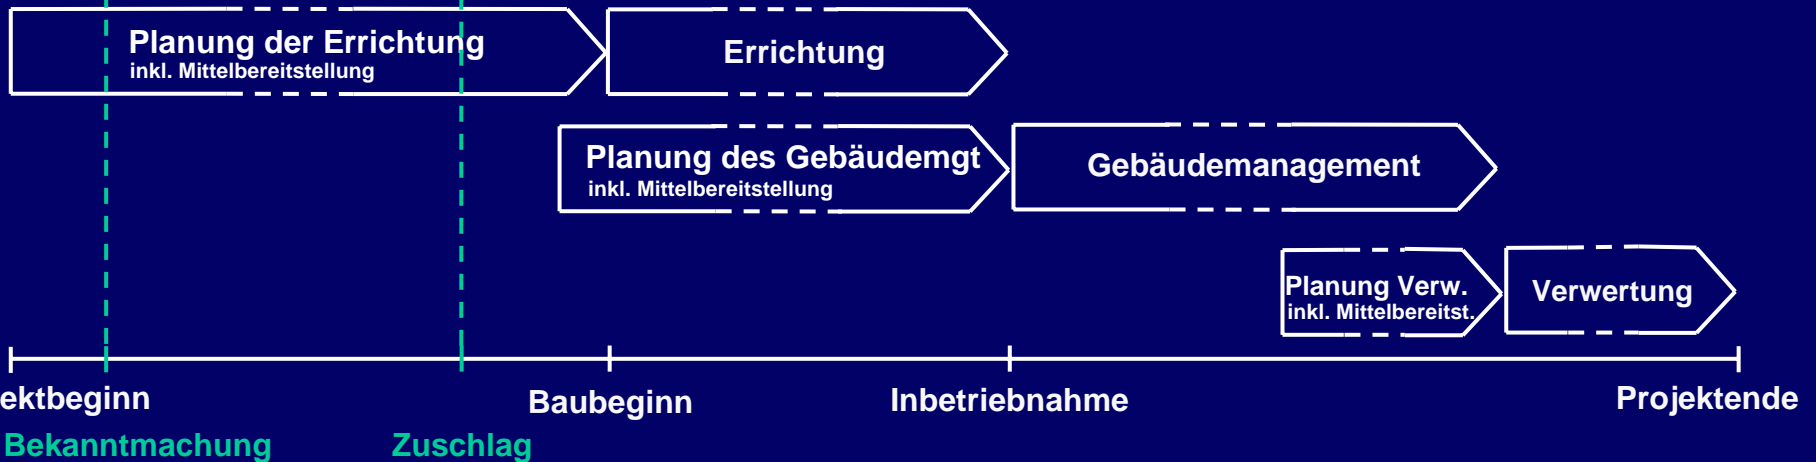 Planung der Errichtung
inkl. Mittelbereitstellung
Errichtung
Planung des Gebäudemgt
inkl. Mittelbereitstellung
Gebäudemanagement
Planung Verw.
inkl. Mittelbereitst.
Verwertung
ektbeginn
Baubeginn
Inbetriebnahme
Projektende
Bekanntmachung
Zuschlag